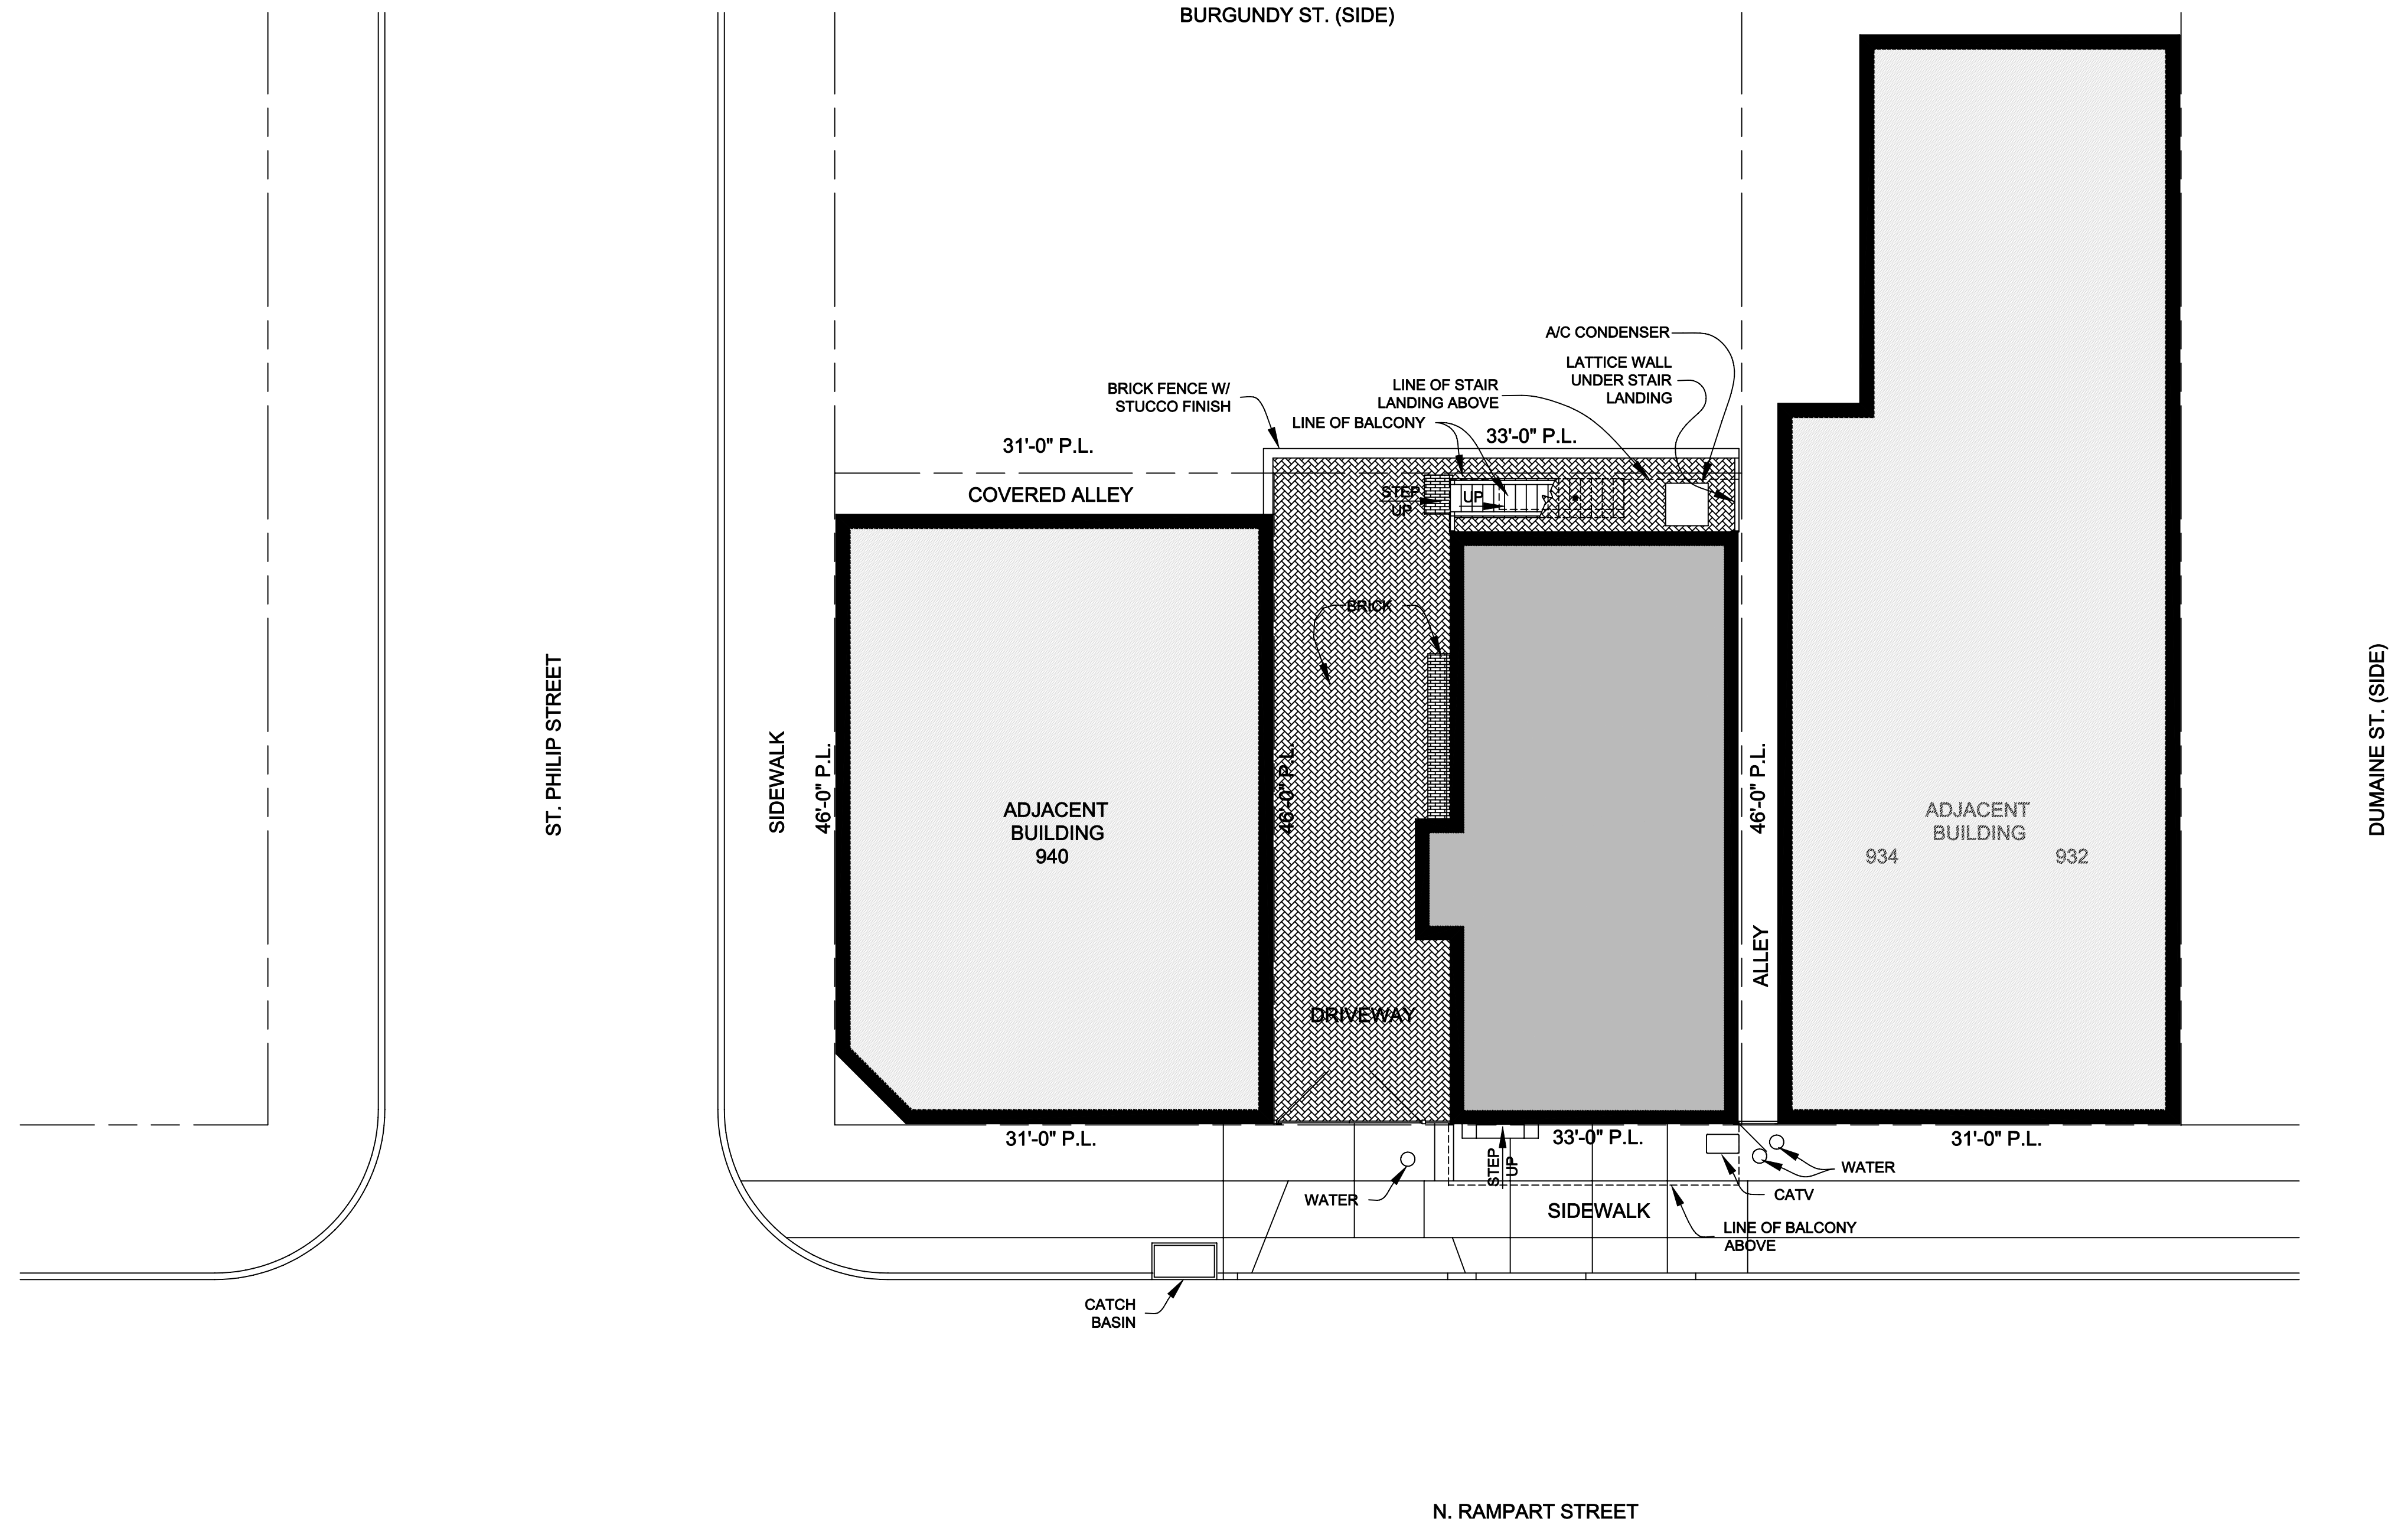 BURGUNDY ST. (SIDE)
A/C CONDENSER
LATTICE WALL
UNDER STAIR
LANDING
LINE OF STAIR
LANDING ABOVE
BRICK FENCE W/
STUCCO FINISH
LINE OF BALCONY
33'-0" P.L.
31'-0" P.L.
COVERED ALLEY
STEP
UP
UP
BRICK
ST. PHILIP STREET
SIDEWALK
46'-0" P.L.
46'-0" P.L.
46'-0" P.L.
DUMAINE ST. (SIDE)
ADJACENT
BUILDING
940
ADJACENT
BUILDING
934
932
ALLEY
DRIVEWAY
31'-0" P.L.
33'-0" P.L.
31'-0" P.L.
STEP
UP
WATER
WATER
CATV
SIDEWALK
LINE OF BALCONY
ABOVE
CATCH
BASIN
N. RAMPART STREET